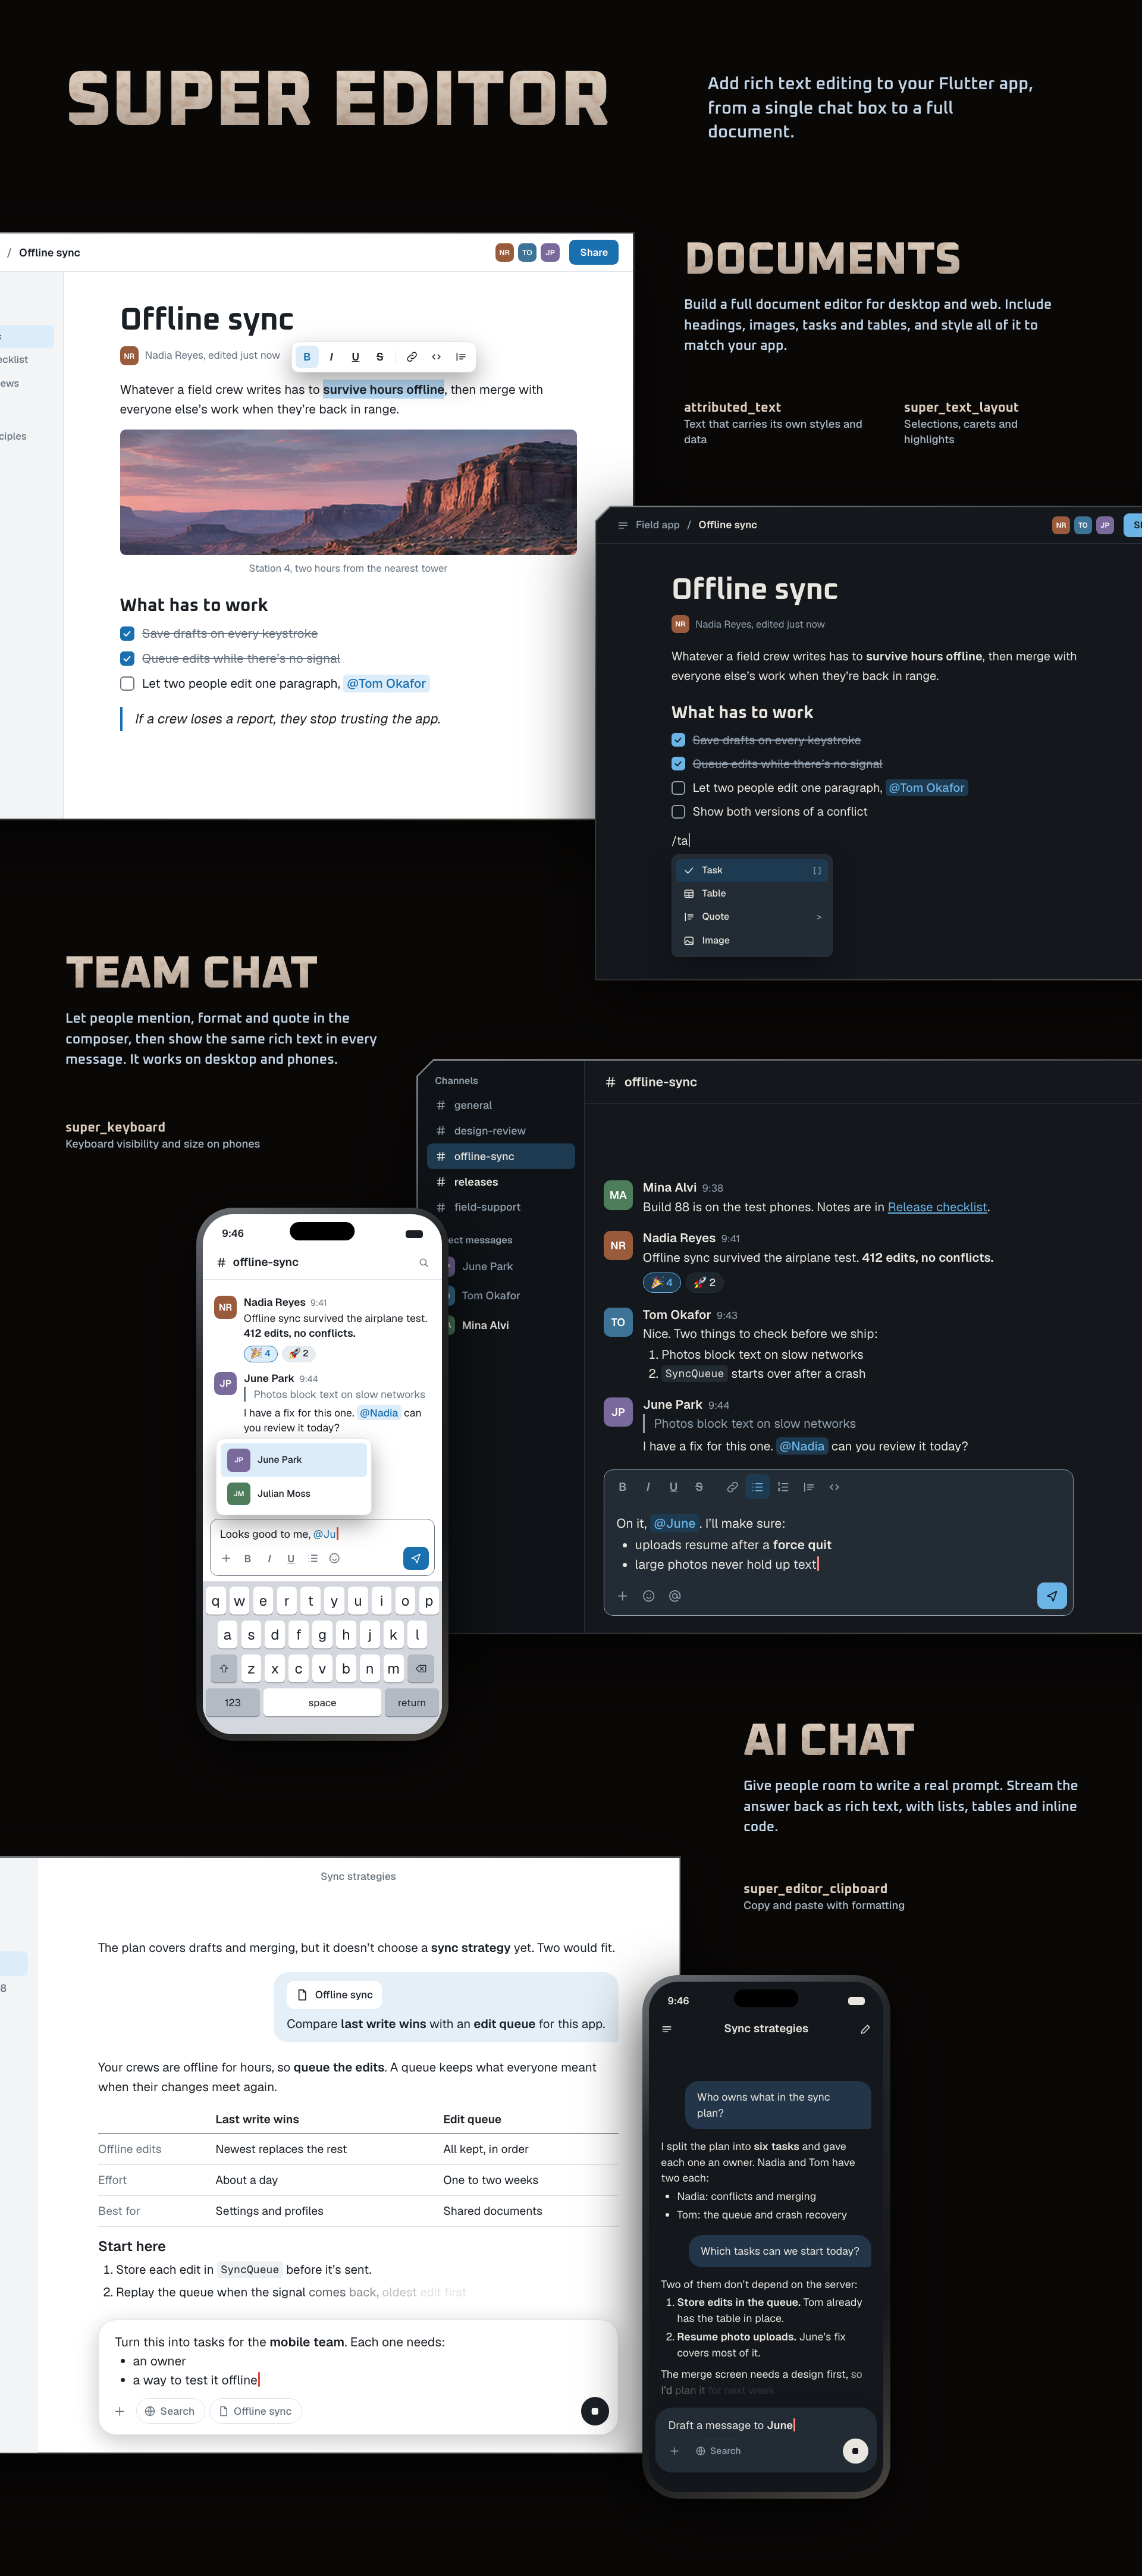 SUPER EDITOR
Add rich text editing to your Flutter app,
from a single chat box to a full
document.
/ Offline sync
NR TO JP Share
Offline sync
NR Nadia Reyes, edited just now
B I U S
Whatever a field crew writes has to survive hours offline, then merge with
everyone else’s work when they’re back in range.
Station 4, two hours from the nearest tower
What has to work
Save drafts on every keystroke
Queue edits while there’s no signal
Let two people edit one paragraph, @Tom Okafor
If a crew loses a report, they stop trusting the app.
DOCUMENTS
Build a full document editor for desktop and web. Include
headings, images, tasks and tables, and style all of it to
match your app.
attributed_text
Text that carries its own styles and
data
super_text_layout
Selections, carets and
highlights
Field app / Offline sync
NR TO JP
Offline sync
NR Nadia Reyes, edited just now
Whatever a field crew writes has to survive hours offline, then merge with
everyone else’s work when they’re back in range.
What has to work
Save drafts on every keystroke
Queue edits while there’s no signal
Let two people edit one paragraph, @Tom Okafor
Show both versions of a conflict
/ta
Task []
Table
Quote >
Image
TEAM CHAT
Let people mention, format and quote in the
composer, then show the same rich text in every
message. It works on desktop and phones.
super_keyboard
Keyboard visibility and size on phones
Channels
# general
# design-review
# offline-sync
# releases
# field-support
ect messages
June Park
Tom Okafor
Mina Alvi
# offline-sync
MA Mina Alvi 9:38
Build 88 is on the test phones. Notes are in Release checklist.
NR Nadia Reyes 9:41
Offline sync survived the airplane test. 412 edits, no conflicts.
🎉 4 🚀 2
TO Tom Okafor 9:43
Nice. Two things to check before we ship:
1. Photos block text on slow networks
2. SyncQueue starts over after a crash
JP June Park 9:44
Photos block text on slow networks
I have a fix for this one. @Nadia can you review it today?
B I U S
On it, @June . I’ll make sure:
• uploads resume after a force quit
• large photos never hold up text
9:46
# offline-sync
NR Nadia Reyes 9:41
Offline sync survived the airplane test.
412 edits, no conflicts.
🎉 4 🚀 2
JP June Park 9:44
Photos block text on slow networks
I have a fix for this one. @Nadia can
you review it today?
JP June Park
JM Julian Moss
Looks good to me, @Ju
B I U
q w e r t y u i o p
a s d f g h j k l
z x c v b n m
123 space return
AI CHAT
Give people room to write a real prompt. Stream the
answer back as rich text, with lists, tables and inline
code.
super_editor_clipboard
Copy and paste with formatting
Sync strategies
The plan covers drafts and merging, but it doesn’t choose a sync strategy yet. Two would fit.
Offline sync
Compare last write wins with an edit queue for this app.
Your crews are offline for hours, so queue the edits. A queue keeps what everyone meant
when their changes meet again.
Last write wins Edit queue
Offline edits Newest replaces the rest All kept, in order
Effort About a day One to two weeks
Best for Settings and profiles Shared documents
Start here
1. Store each edit in SyncQueue before it’s sent.
2. Replay the queue when the signal comes back, oldest edit first
Turn this into tasks for the mobile team. Each one needs:
• an owner
• a way to test it offline
Search Offline sync
9:46
Sync strategies
Who owns what in the sync
plan?
I split the plan into six tasks and gave
each one an owner. Nadia and Tom have
two each:
• Nadia: conflicts and merging
• Tom: the queue and crash recovery
Which tasks can we start today?
Two of them don’t depend on the server:
1. Store edits in the queue. Tom already
has the table in place.
2. Resume photo uploads. June’s fix
covers most of it.
The merge screen needs a design first, so
I’d plan it for next week
Draft a message to June
Search